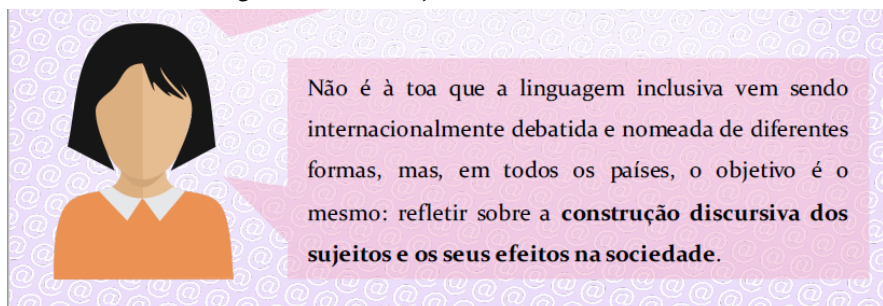 Não é à toa que a linguagem inclusiva vem sendo
internacionalmente debatida e nomeada de diferentes
formas, mas, em todos os países, o objetivo é o
mesmo: refletir sobre a construção discursiva dos
sujeitos e os seus efeitos na sociedade.